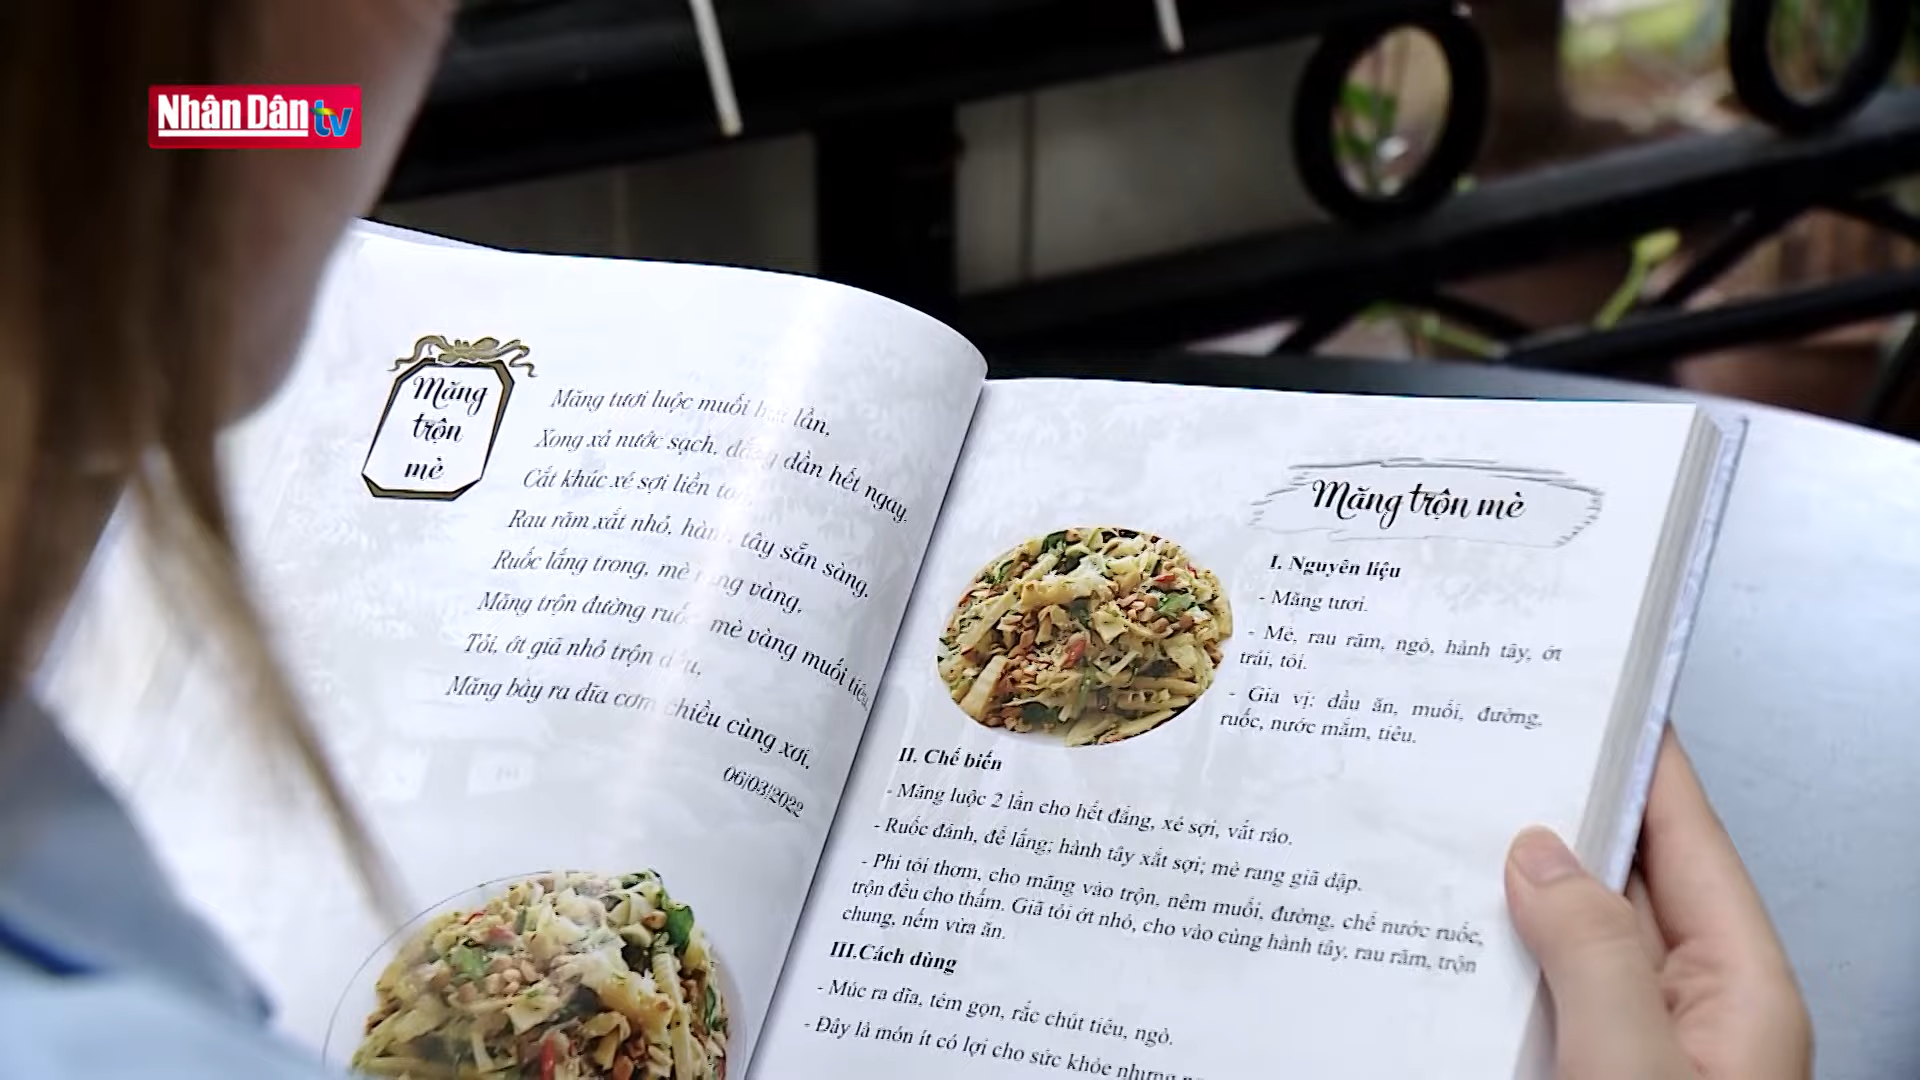 Nhân Dân tv
Măng
trộn
mè
Măng tươi luộc muối hai lần,
Xong xả nước sạch, đắng dần hết ngay.
Cắt khúc xé sợi liền
Rau răm xắt nhỏ, hành tây sẵn sàng.
Ruốc lắng trong, mè rang vàng,
Măng trộn đường ruốc mè vàng muối tiêu,
Tỏi, ớt giã nhỏ trộn đều,
Măng bày ra đĩa cơm chiều cùng xơi.
06/03/2022
Măng trộn mè
I. Nguyên liệu
- Măng tươi.
- Mè, rau răm, ngò, hành tây, ớt
trái, tỏi.
- Gia vị: dầu ăn, muối, đường,
ruốc, nước mắm, tiêu.
II. Chế biến
- Măng luộc 2 lần cho hết đắng, xé sợi, vắt ráo.
- Ruốc đánh, để lắng; hành tây xắt sợi; mè rang giã dập.
- Phi tỏi thơm, cho măng vào trộn, nêm muối, đường, chế nước ruốc,
trộn đều cho thấm. Giã tỏi ớt nhỏ, cho vào cùng hành tây, rau răm, trộn
chung, nếm vừa ăn.
III.Cách dùng
- Múc ra dĩa, tém gọn, rắc chút tiêu, ngò.
- Đây là món ít có lợi cho sức khỏe nhưng